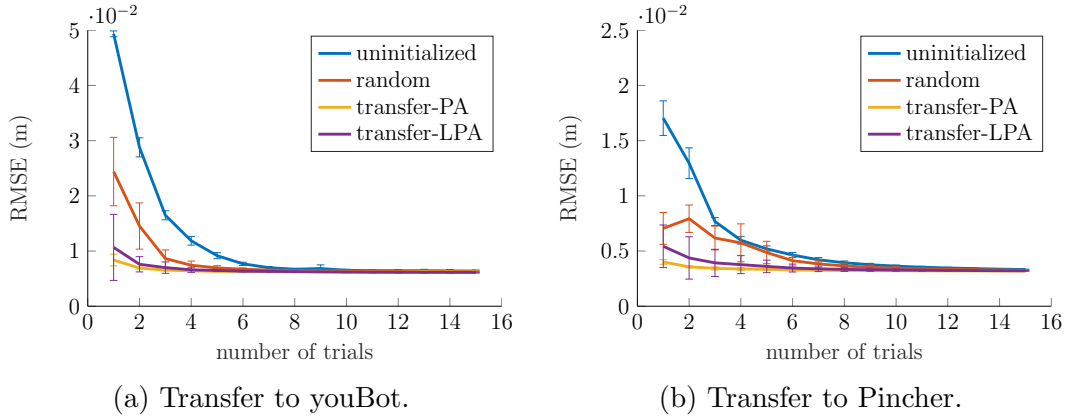 ·10⁻²
5
4
3
2
1
0
RMSE (m)
0 2 4 6 8 10 12 14 16
number of trials
uninitialized
random
transfer-PA
transfer-LPA
(a) Transfer to youBot.
·10⁻²
2.5
2
1.5
1
0.5
0
RMSE (m)
0 2 4 6 8 10 12 14 16
number of trials
uninitialized
random
transfer-PA
transfer-LPA
(b) Transfer to Pincher.